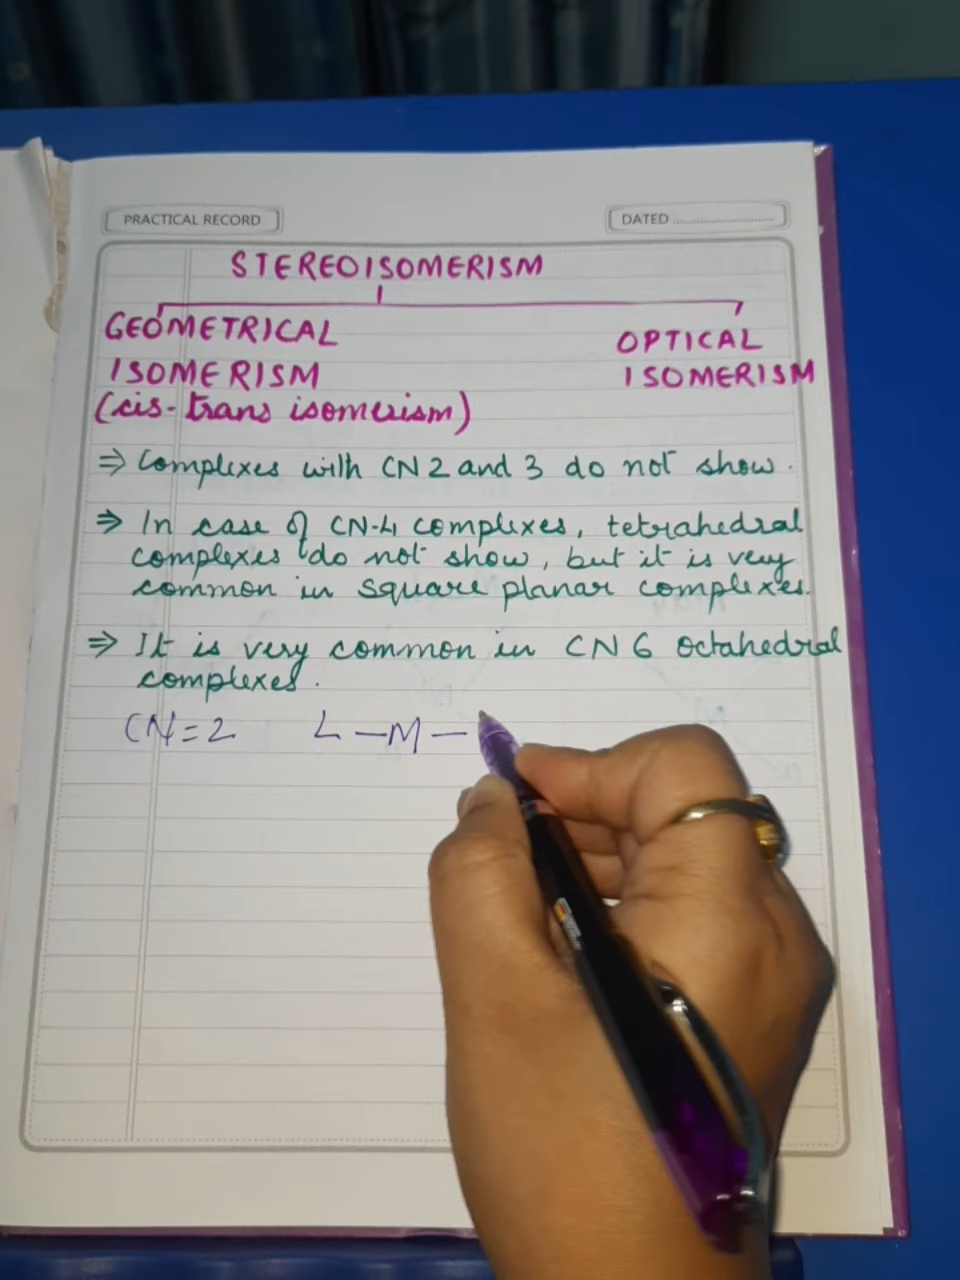 PRACTICAL RECORD
DATED
STEREOISOMERISM
GEOMETRICAL
ISOMERISM
(cis-trans isomerism)
OPTICAL
ISOMERISM
⇒ Complexes with CN 2 and 3 do not show.
⇒ In case of CN-4 complexes, tetrahedral
complexes do not show, but it is very
common in square planar complexes.
⇒ It is very common in CN 6 octahedral
complexes.
CN=2 L—M—